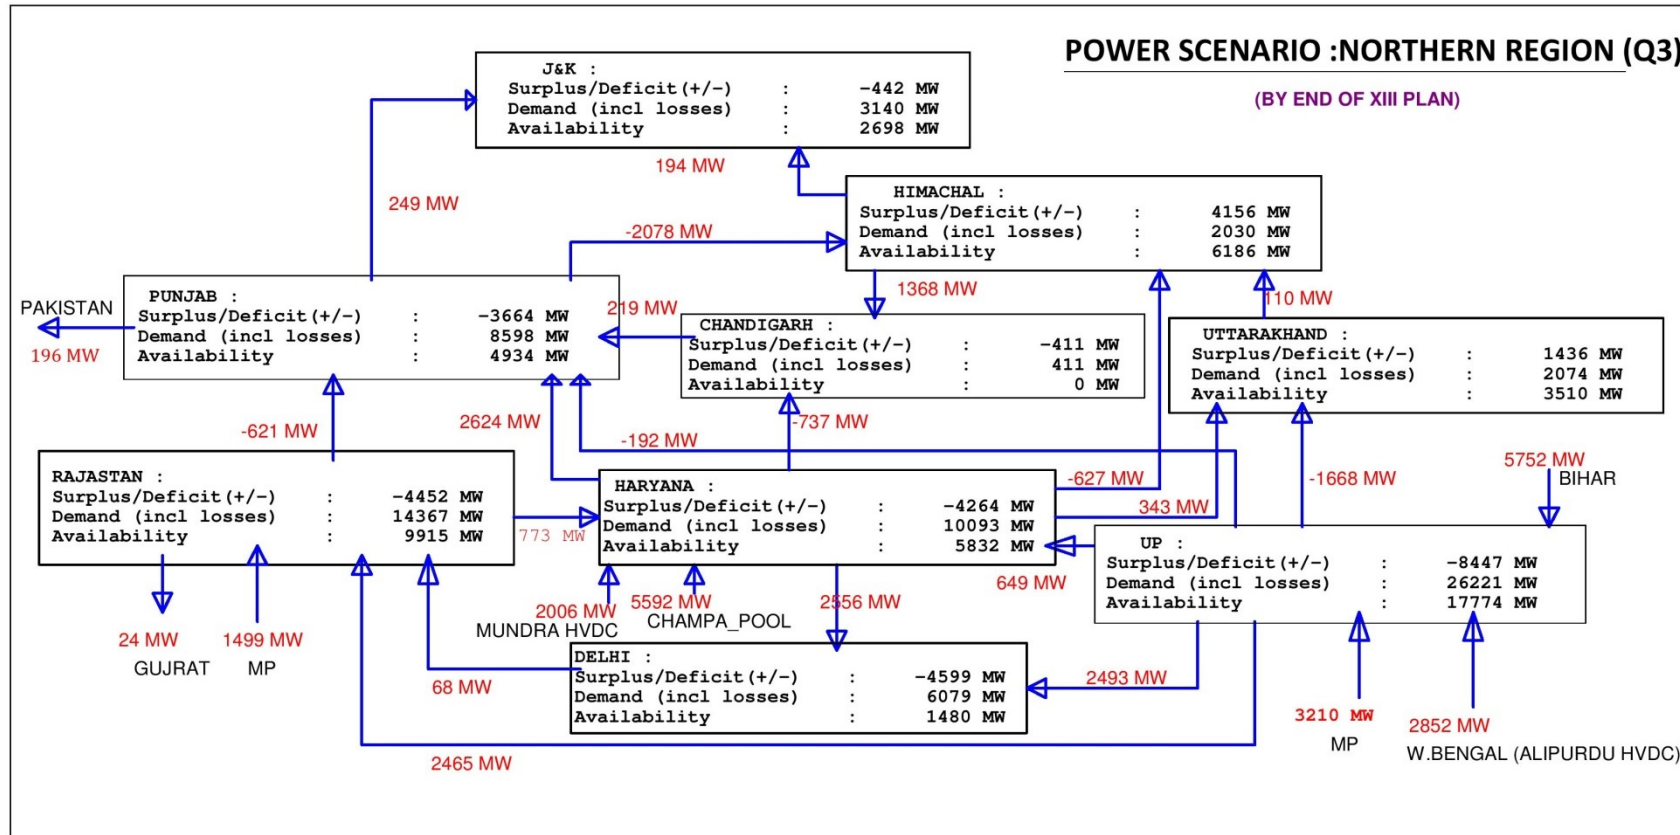 POWER SCENARIO :NORTHERN REGION (Q3)
(BY END OF XIII PLAN)
J&K :
Surplus/Deficit(+/-) : -442 MW
Demand (incl losses) : 3140 MW
Availability : 2698 MW
194 MW
249 MW
HIMACHAL :
Surplus/Deficit(+/-) : 4156 MW
Demand (incl losses) : 2030 MW
Availability : 6186 MW
-2078 MW
1368 MW
110 MW
PAKISTAN
196 MW
PUNJAB :
Surplus/Deficit(+/-) : -3664 MW
Demand (incl losses) : 8598 MW
Availability : 4934 MW
219 MW
CHANDIGARH :
Surplus/Deficit(+/-) : -411 MW
Demand (incl losses) : 411 MW
Availability : 0 MW
UTTARAKHAND :
Surplus/Deficit(+/-) : 1436 MW
Demand (incl losses) : 2074 MW
Availability : 3510 MW
-621 MW
2624 MW
-192 MW
-737 MW
-627 MW
343 MW
-1668 MW
5752 MW
BIHAR
RAJASTAN :
Surplus/Deficit(+/-) : -4452 MW
Demand (incl losses) : 14367 MW
Availability : 9915 MW
773 MW
HARYANA :
Surplus/Deficit(+/-) : -4264 MW
Demand (incl losses) : 10093 MW
Availability : 5832 MW
649 MW
UP :
Surplus/Deficit(+/-) : -8447 MW
Demand (incl losses) : 26221 MW
Availability : 17774 MW
24 MW
GUJRAT
1499 MW
MP
2006 MW
MUNDRA HVDC
5592 MW
CHAMPA_POOL
2556 MW
DELHI :
Surplus/Deficit(+/-) : -4599 MW
Demand (incl losses) : 6079 MW
Availability : 1480 MW
68 MW
2493 MW
2465 MW
3210 MW
MP
2852 MW
W.BENGAL (ALIPURDU HVDC)